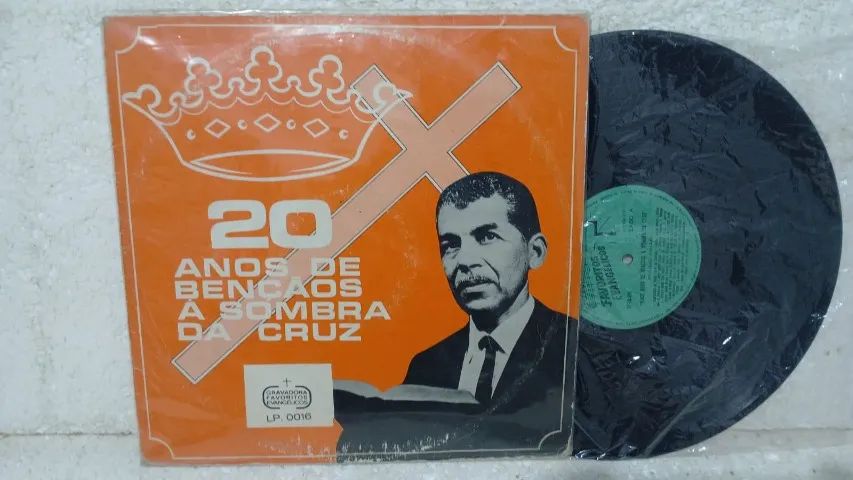 20
ANOS DE
BENÇÃOS
À SOMBRA
DA CRUZ
GRAVADORA
FAVORITOS
EVANGÉLICOS
LP. 0016
FAVORITOS
EVANGÉLICOS